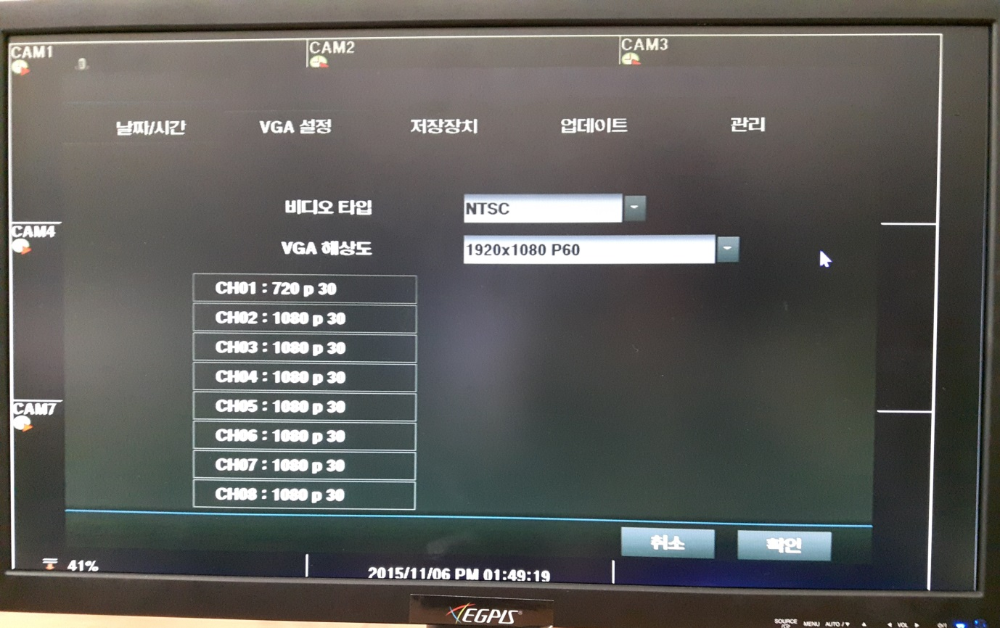 CAM1 CAM2 CAM3
날짜/시간 VGA 설정 저장장치 업데이트 관리
비디오 타입 NTSC
CAM4
VGA 해상도 1920x1080 P60
CH01 : 720 p 30
CH02 : 1080 p 30
CH03 : 1080 p 30
CH04 : 1080 p 30
CAM7
CH05 : 1080 p 30
CH06 : 1080 p 30
CH07 : 1080 p 30
CH08 : 1080 p 30
취소 확인
41% 2015/11/06 PM 01:49:19
EGPIS®
SOURCE MENU AUTO / ▼ ▲ ◀ VOL ▶